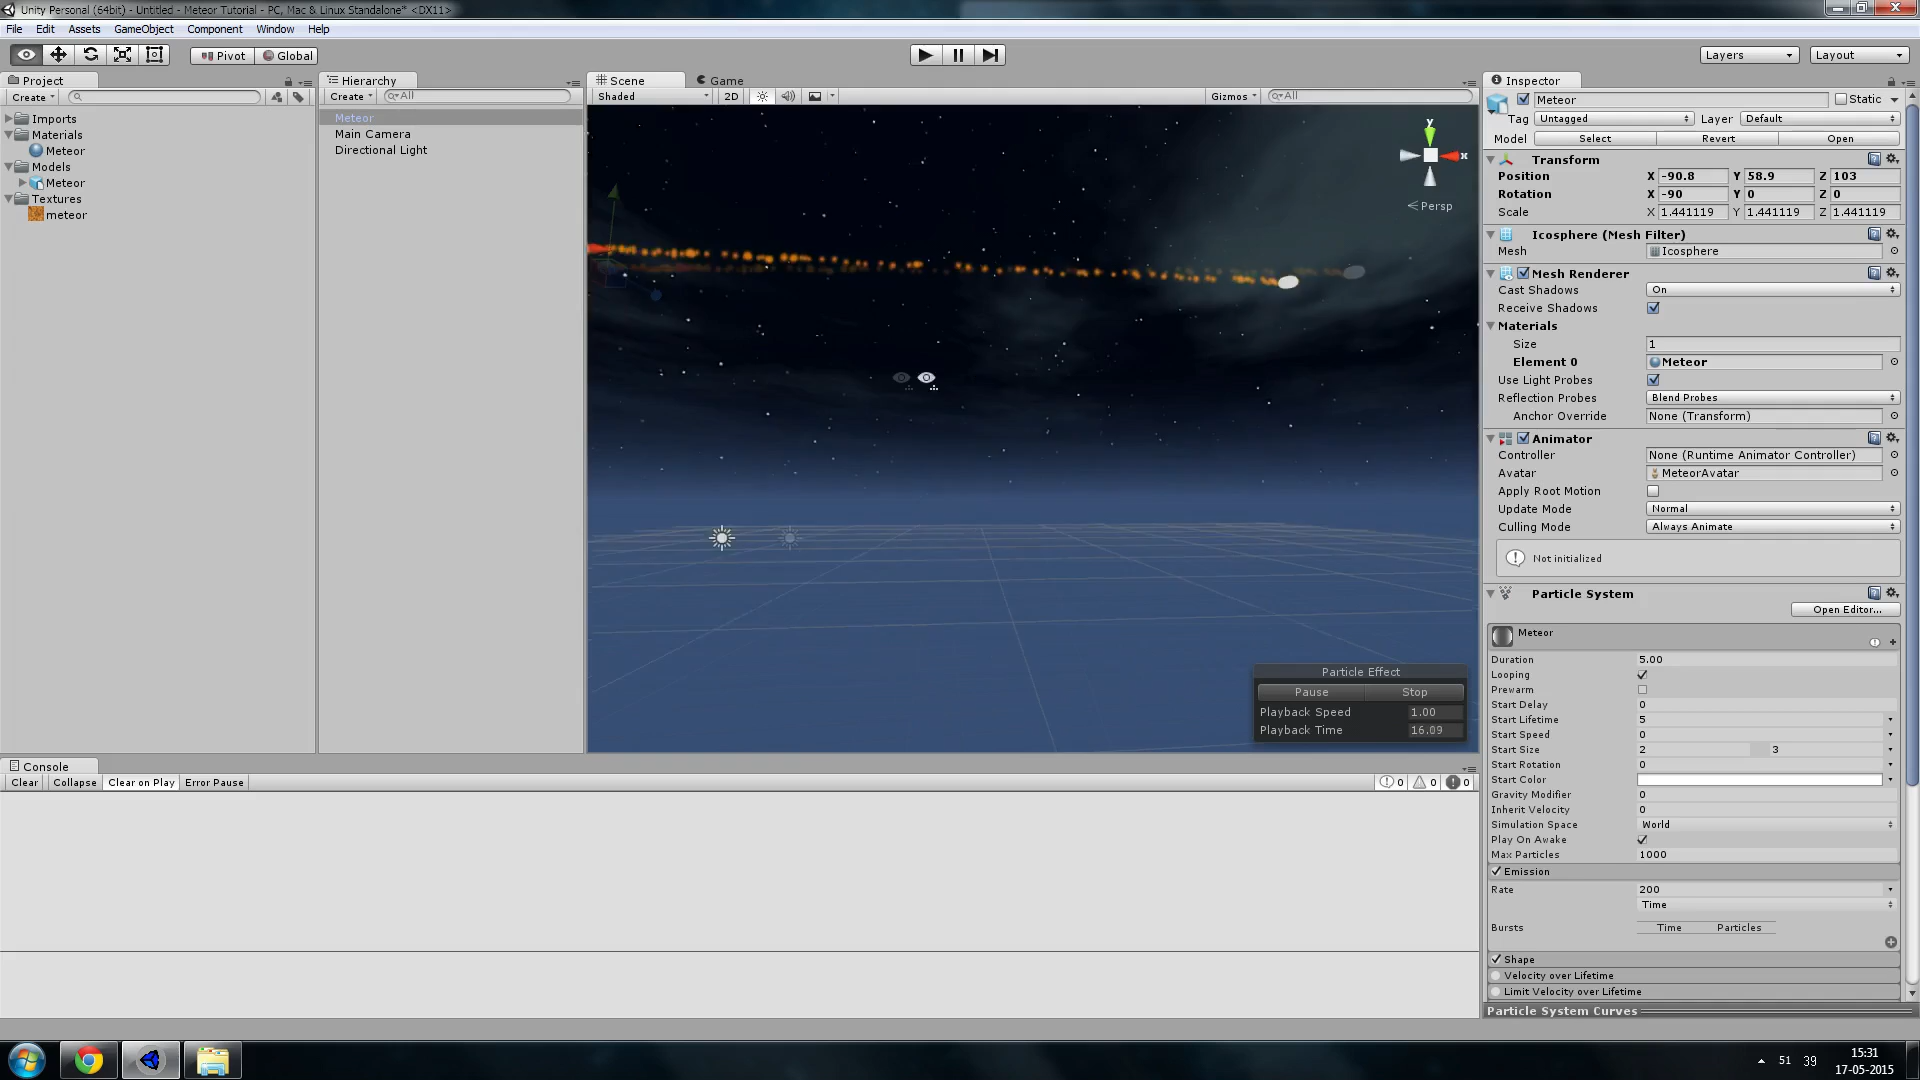 Unity Personal (64bit) - Untitled - Meteor Tutorial - PC, Mac & Linux Standalone* <DX11>
File Edit Assets GameObject Component Window Help
Pivot Global Layers Layout
Project
Create
Imports
Materials
Meteor
Models
Meteor
Textures
meteor
Hierarchy
Create All
Meteor
Main Camera
Directional Light
Scene Game
Shaded 2D Gizmos All
y
x
Persp
Particle Effect
Pause Stop
Playback Speed 1.00
Playback Time 16.09
Inspector
Meteor Static
Tag Untagged Layer Default
Model Select Revert Open
Transform
Position X -90.8 Y 58.9 Z 103
Rotation X -90 Y 0 Z 0
Scale X 1.441119 Y 1.441119 Z 1.441119
Icosphere (Mesh Filter)
Mesh Icosphere
Mesh Renderer
Cast Shadows On
Receive Shadows
Materials
Size 1
Element 0 Meteor
Use Light Probes
Reflection Probes Blend Probes
Anchor Override None (Transform)
Animator
Controller None (Runtime Animator Controller)
Avatar MeteorAvatar
Apply Root Motion
Update Mode Normal
Culling Mode Always Animate
Not initialized
Particle System
Open Editor...
Meteor
Duration 5.00
Looping
Prewarm
Start Delay 0
Start Lifetime 5
Start Speed 0
Start Size 2 3
Start Rotation 0
Start Color
Gravity Modifier 0
Inherit Velocity 0
Simulation Space World
Play On Awake
Max Particles 1000
Emission
Rate 200
Time
Bursts Time Particles
Shape
Velocity over Lifetime
Limit Velocity over Lifetime
Particle System Curves
Console
Clear Collapse Clear on Play Error Pause 0 0 0
51 39 15:31
17-05-2015